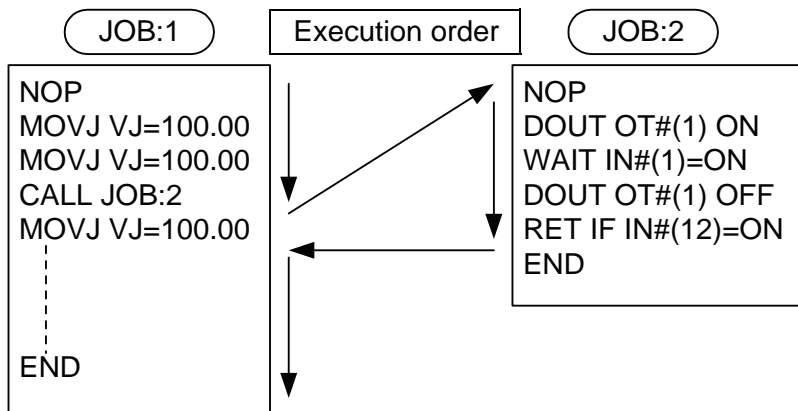 JOB:1
Execution order
JOB:2
NOP
MOVJ VJ=100.00
MOVJ VJ=100.00
CALL JOB:2
MOVJ VJ=100.00
END
NOP
DOUT OT#(1) ON
WAIT IN#(1)=ON
DOUT OT#(1) OFF
RET IF IN#(12)=ON
END